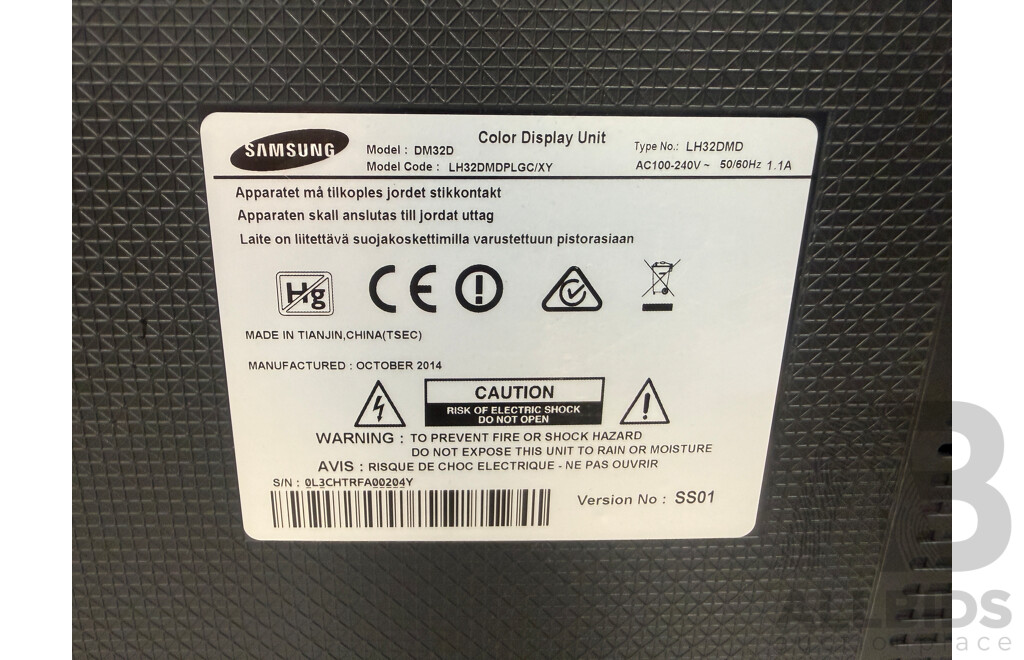 SAMSUNG
Color Display Unit
Model : DM32D
Type No.: LH32DMD
Model Code : LH32DMDPLGC/XY
AC100-240V ~ 50/60Hz 1.1A
Apparatet må tilkoples jordet stikkontakt
Apparaten skall anslutas till jordat uttag
Laite on liitettävä suojakoskettimilla varustettuun pistorasiaan
Hg
CE
MADE IN TIANJIN,CHINA(TSEC)
MANUFACTURED : OCTOBER 2014
CAUTION
RISK OF ELECTRIC SHOCK
DO NOT OPEN
WARNING : TO PREVENT FIRE OR SHOCK HAZARD
DO NOT EXPOSE THIS UNIT TO RAIN OR MOISTURE
AVIS : RISQUE DE CHOC ELECTRIQUE - NE PAS OUVRIR
S/N : 0L3CHTRFA00204Y
Version No : SS01
B
ALLBIDS